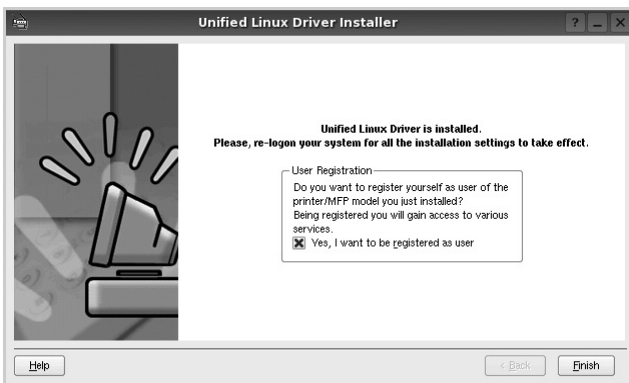 Unified Linux Driver Installer
Unified Linux Driver is installed.
Please, re-logon your system for all the installation settings to take effect.
User Registration
Do you want to register yourself as user of the
printer/MFP model you just installed?
Being registered you will gain access to various
services.
Yes, I want to be registered as user
Help
< Back
Finish